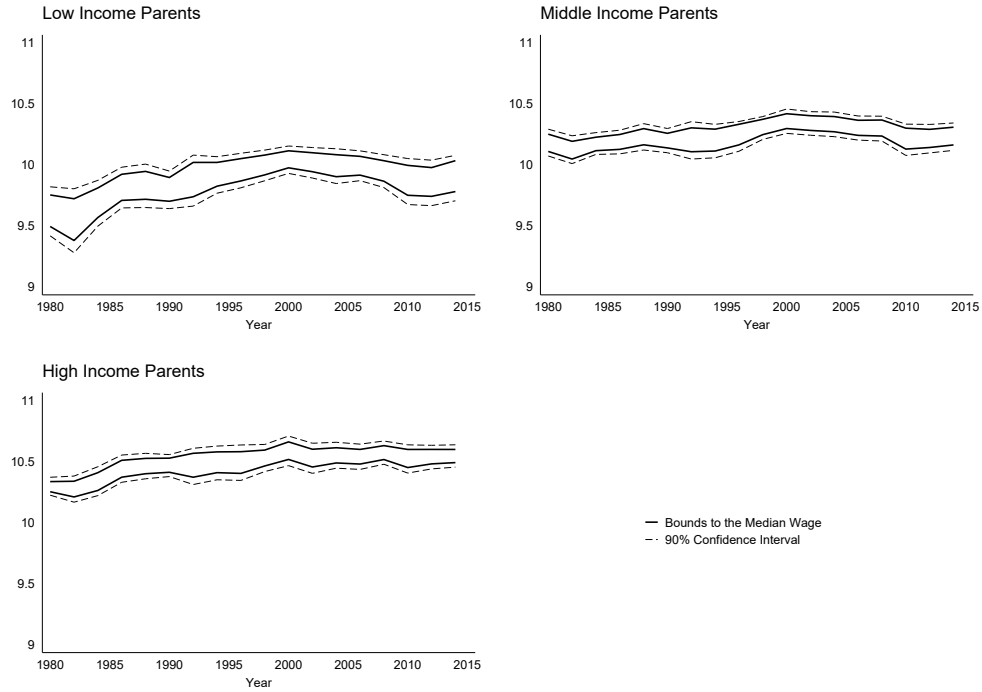 Low Income Parents
11
10.5
10
9.5
9
1980 1985 1990 1995 2000 2005 2010 2015
Year
Middle Income Parents
11
10.5
10
9.5
9
1980 1985 1990 1995 2000 2005 2010 2015
Year
High Income Parents
11
10.5
10
9.5
9
1980 1985 1990 1995 2000 2005 2010 2015
Year
Bounds to the Median Wage
90% Confidence Interval